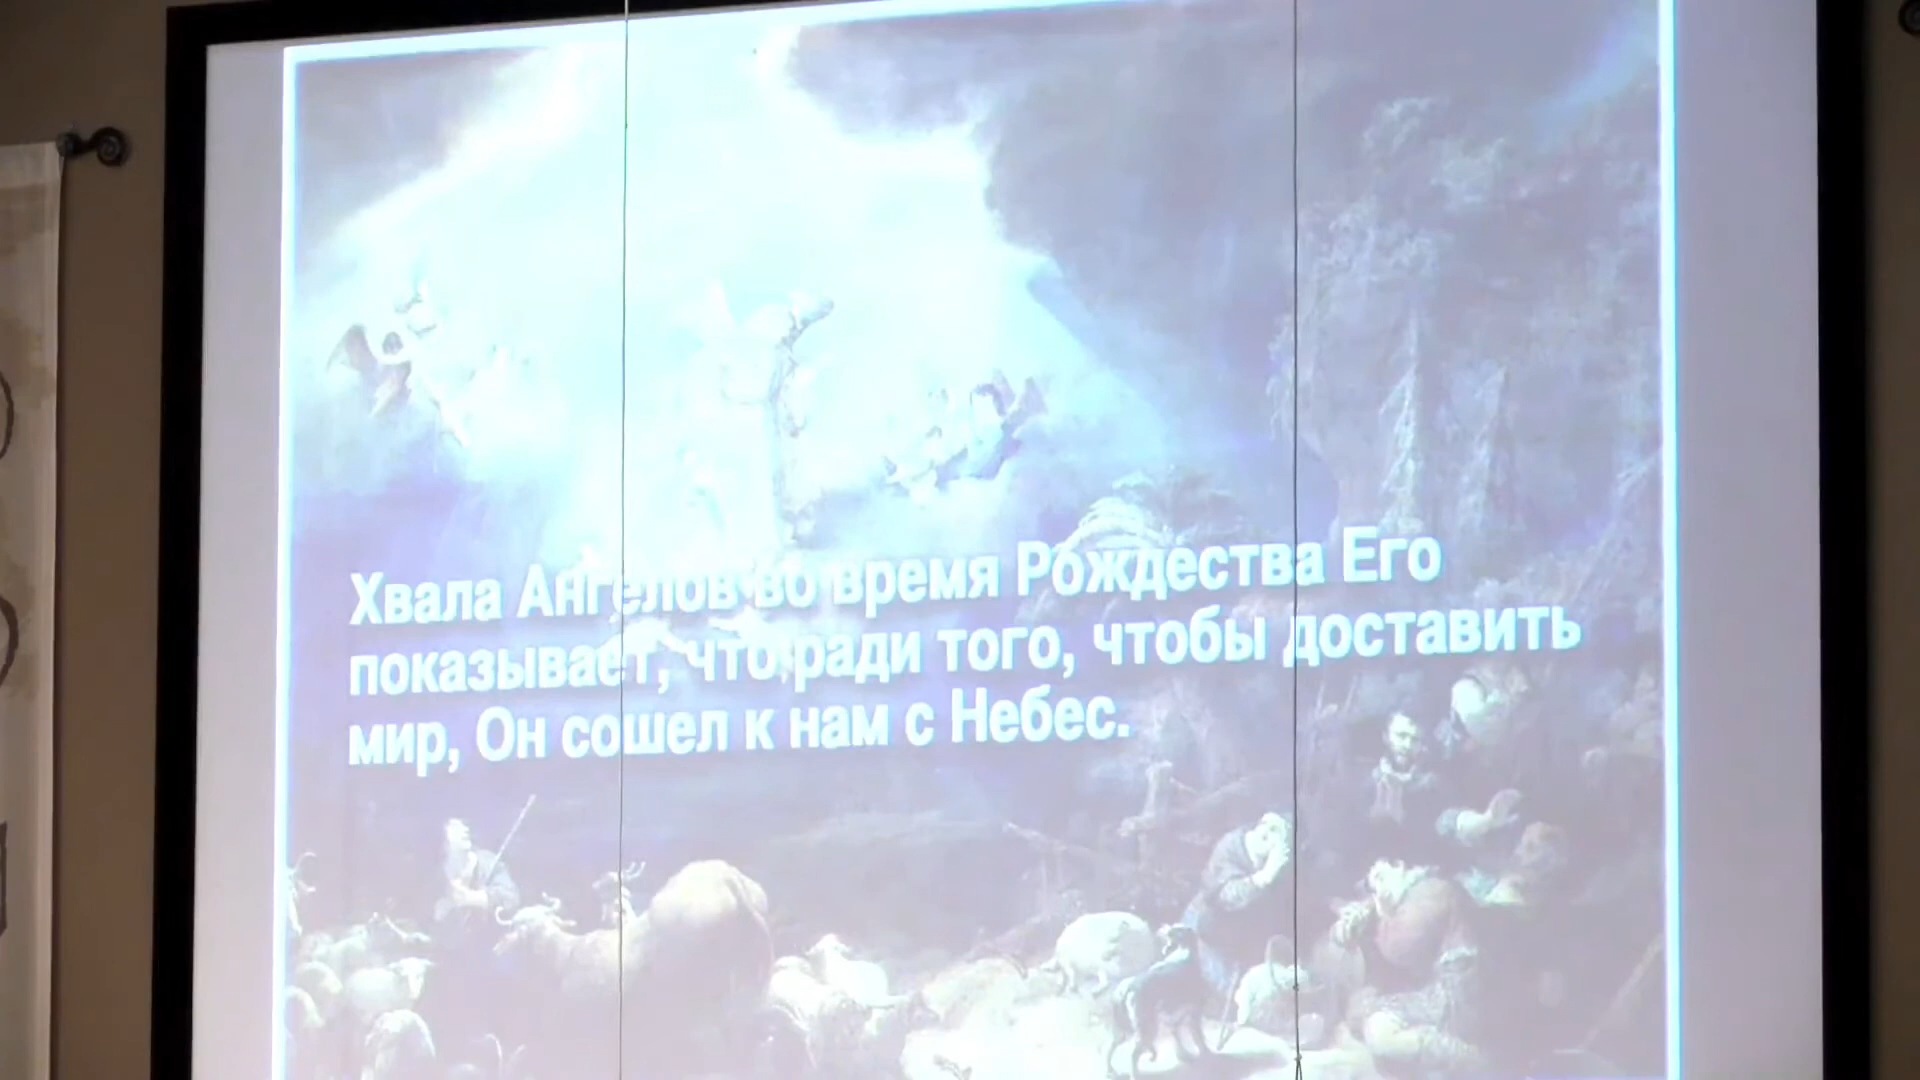 Хвала Ангелов во время Рождества Его
показывает, что ради того, чтобы доставить
мир, Он сошел к нам с Небес.